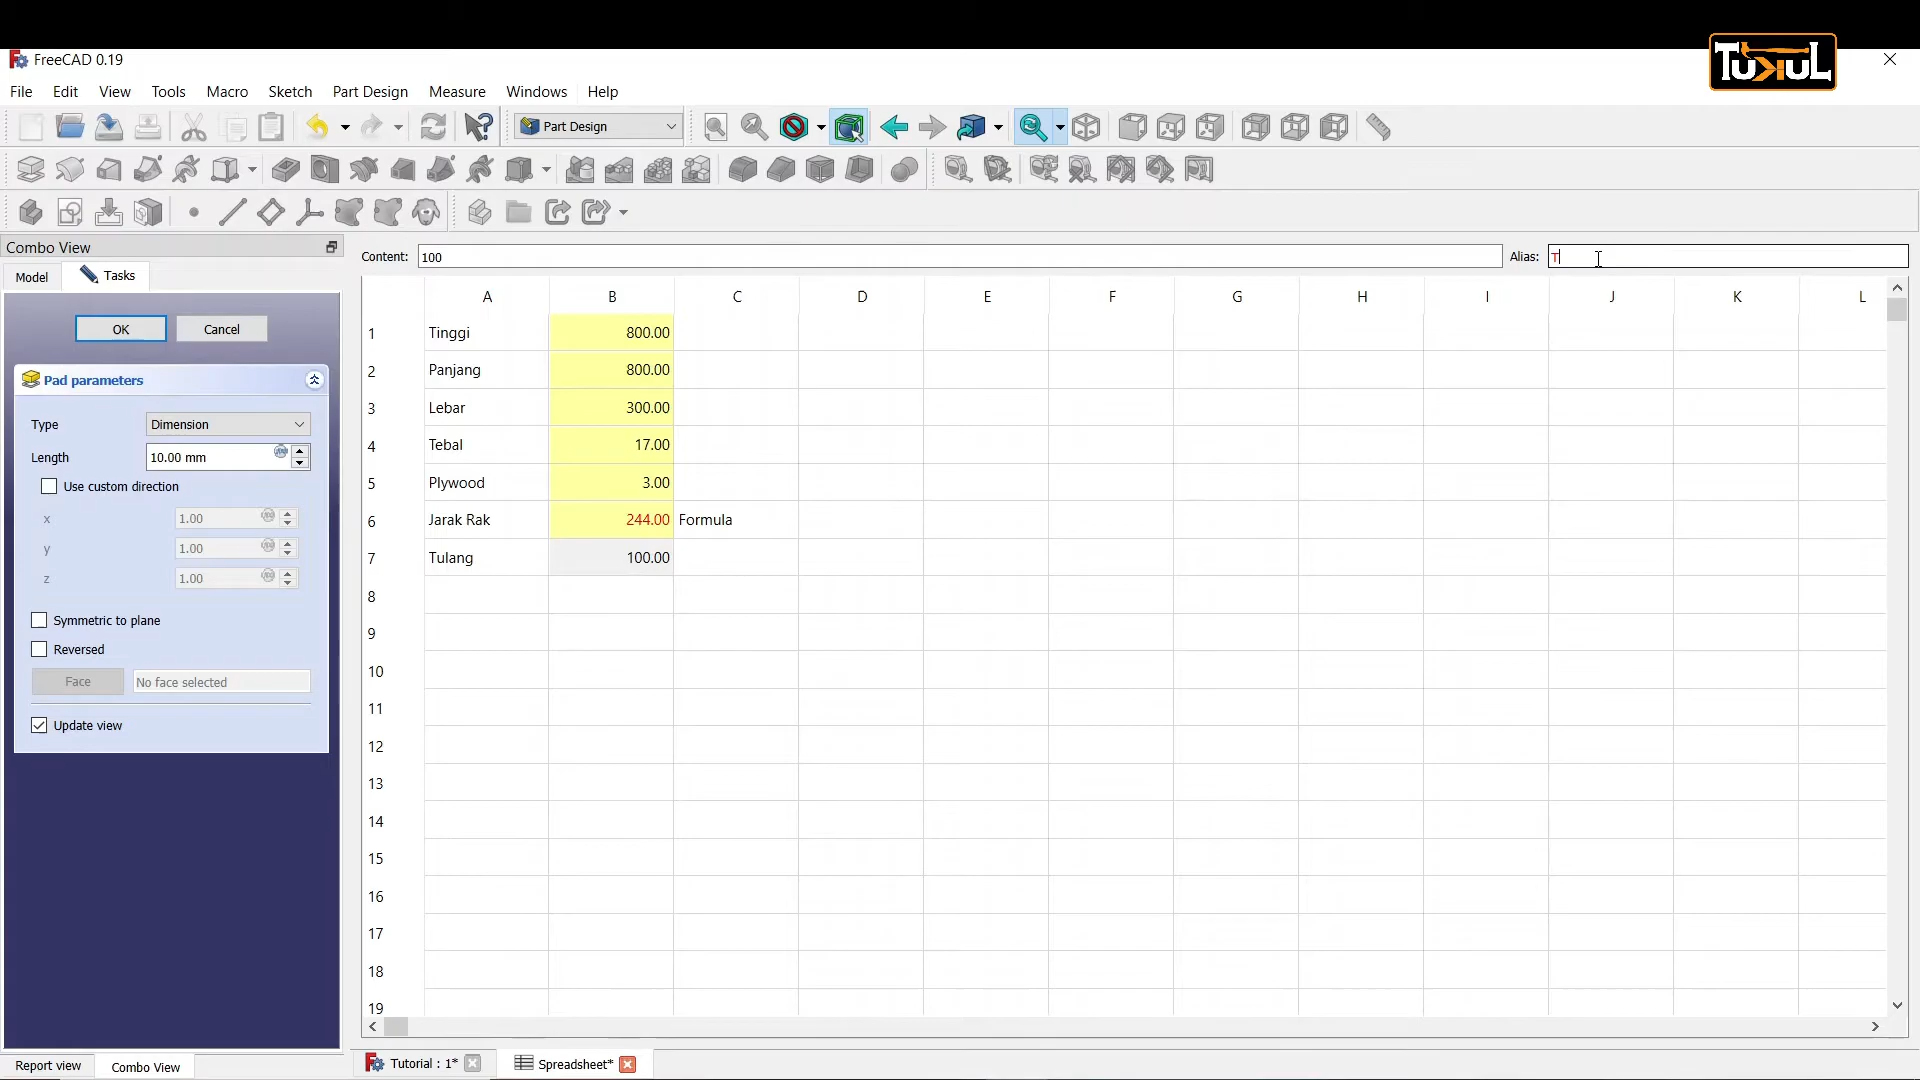 TUKUL
FreeCAD 0.19
File Edit View Tools Macro Sketch Part Design Measure Windows Help
Part Design
Combo View
Content: 100 Alias: T
Model Tasks
A B C D E F G H I J K L
OK Cancel
1 Tinggi 800.00
Pad parameters
2 Panjang 800.00
3 Lebar 300.00
Type Dimension
4 Tebal 17.00
Length 10.00 mm
5 Plywood 3.00
Use custom direction
6 Jarak Rak 244.00 Formula
x 1.00
y 1.00
7 Tulang 100.00
z 1.00
8
Symmetric to plane
9
Reversed
10
Face No face selected
11
Update view
12
13
14
15
16
17
18
19
Report view Combo View Tutorial : 1* Spreadsheet*